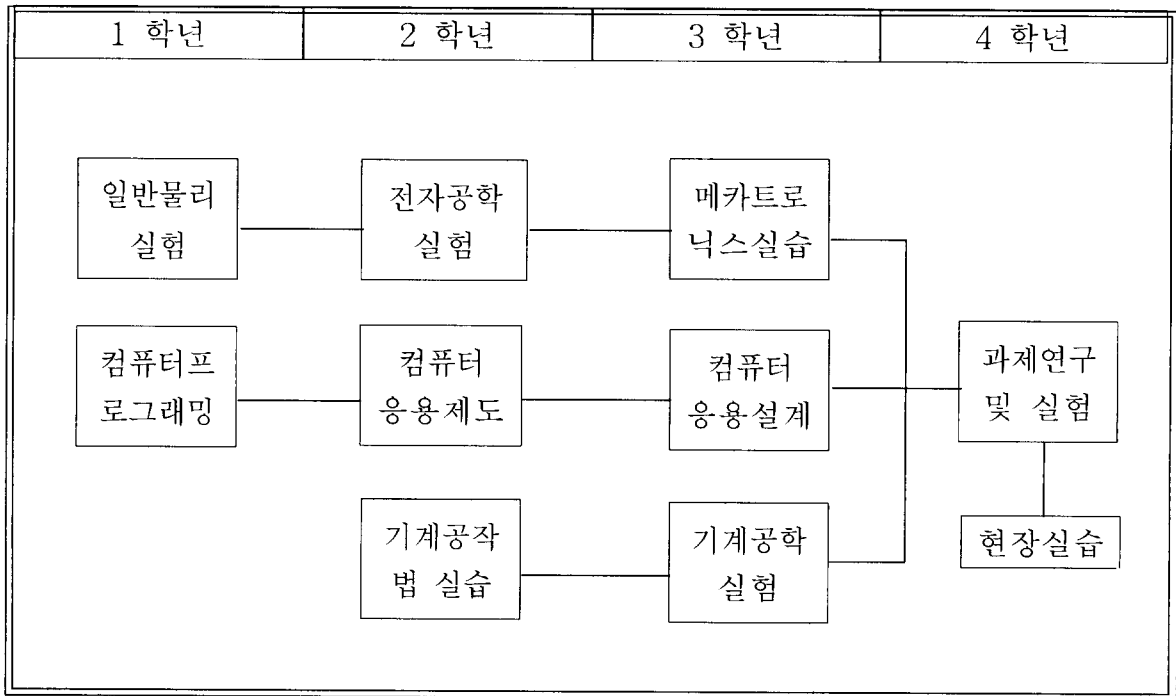 1 학년 2 학년 3 학년 4 학년
일반물리
실험
전자공학
실험
메카트로
닉스실습
컴퓨터프
로그래밍
컴퓨터
응용제도
컴퓨터
응용설계
과제연구
및 실험
기계공작
법 실습
기계공학
실험
현장실습